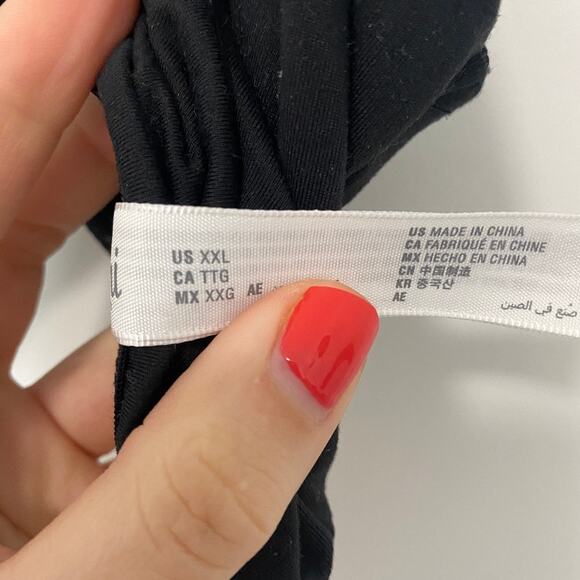 US XXL
CA TTG
MX XXG
AE
US MADE IN CHINA
CA FABRIQUÉ EN CHINE
MX HECHO EN CHINA
CN 中国制造
KR 중국산
AE صُنع في الصين